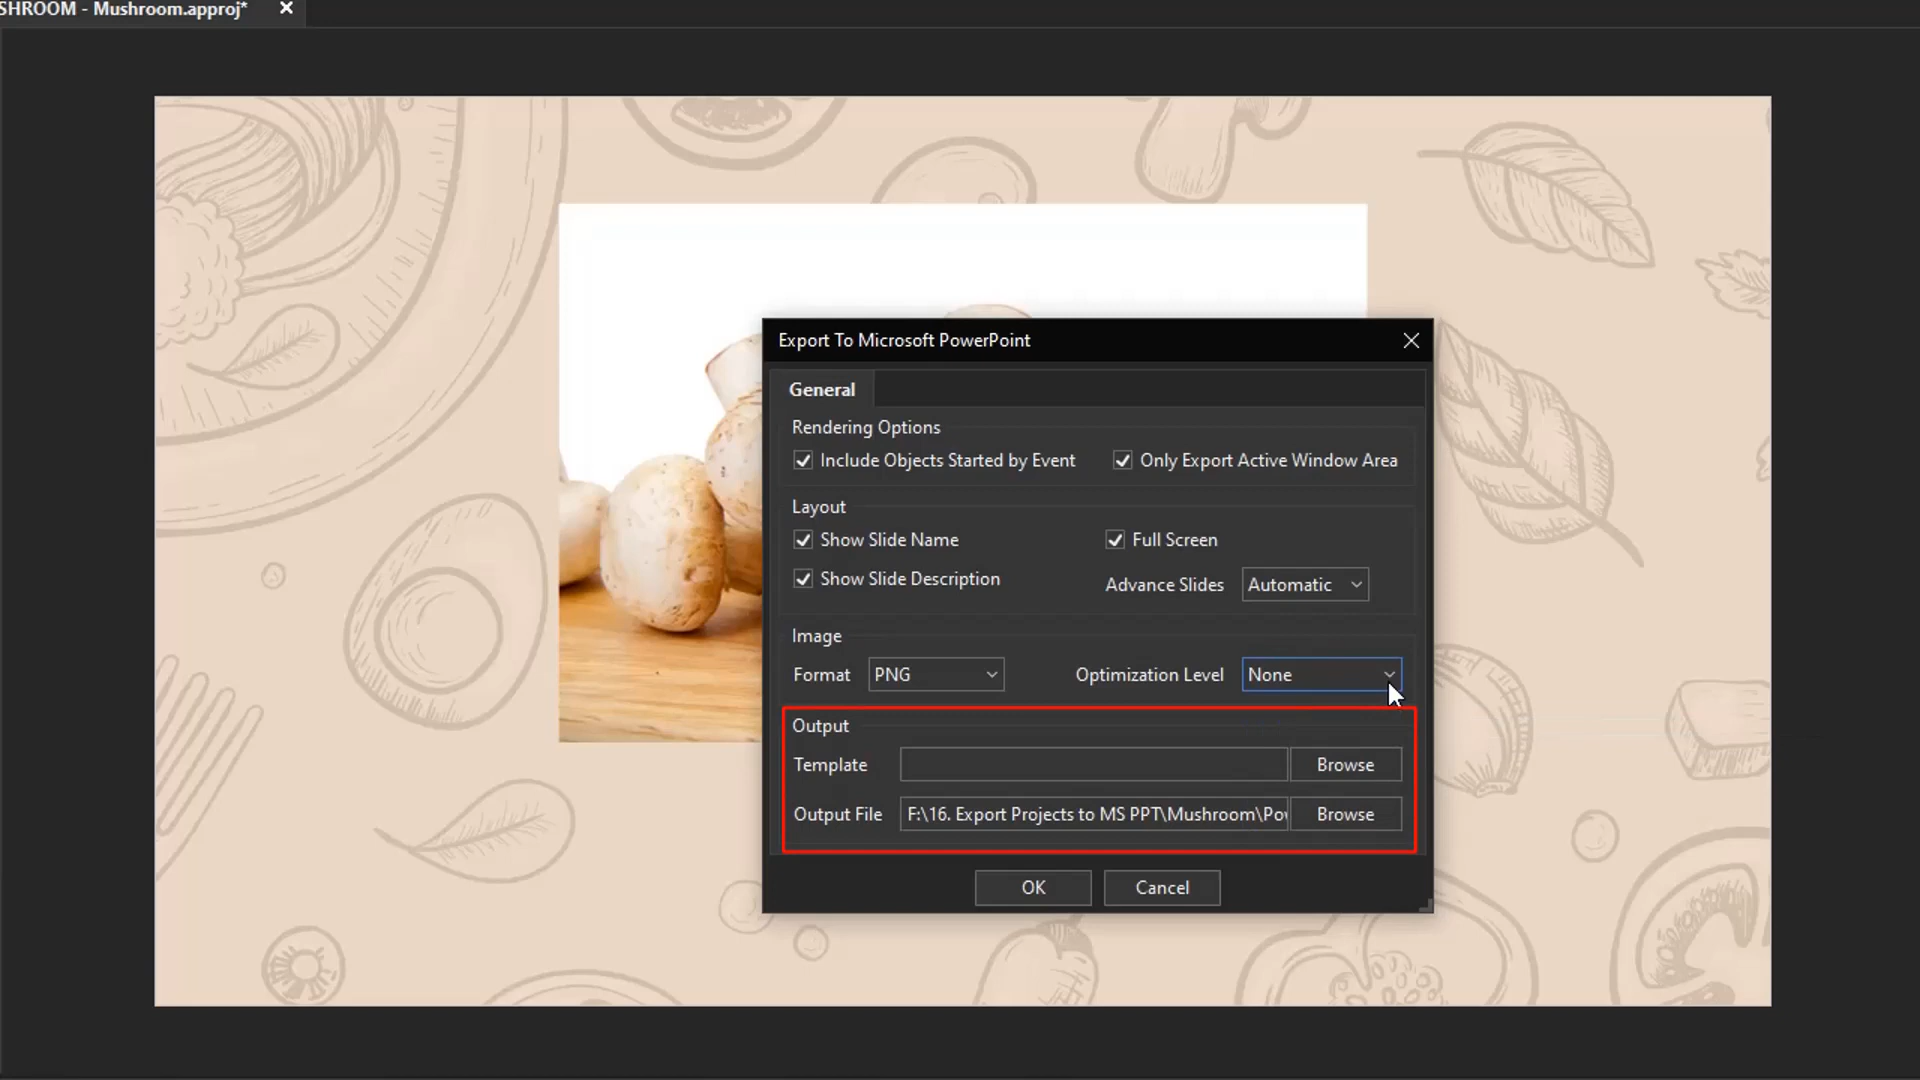 SHROOM - Mushroom.approj*
Export To Microsoft PowerPoint
General
Rendering Options
Include Objects Started by Event
Only Export Active Window Area
Layout
Show Slide Name
Full Screen
Show Slide Description
Advance Slides
Automatic
Image
Format
PNG
Optimization Level
None
Output
Template
Browse
Output File
F:\16. Export Projects to MS PPT\Mushroom\Po
Browse
OK
Cancel